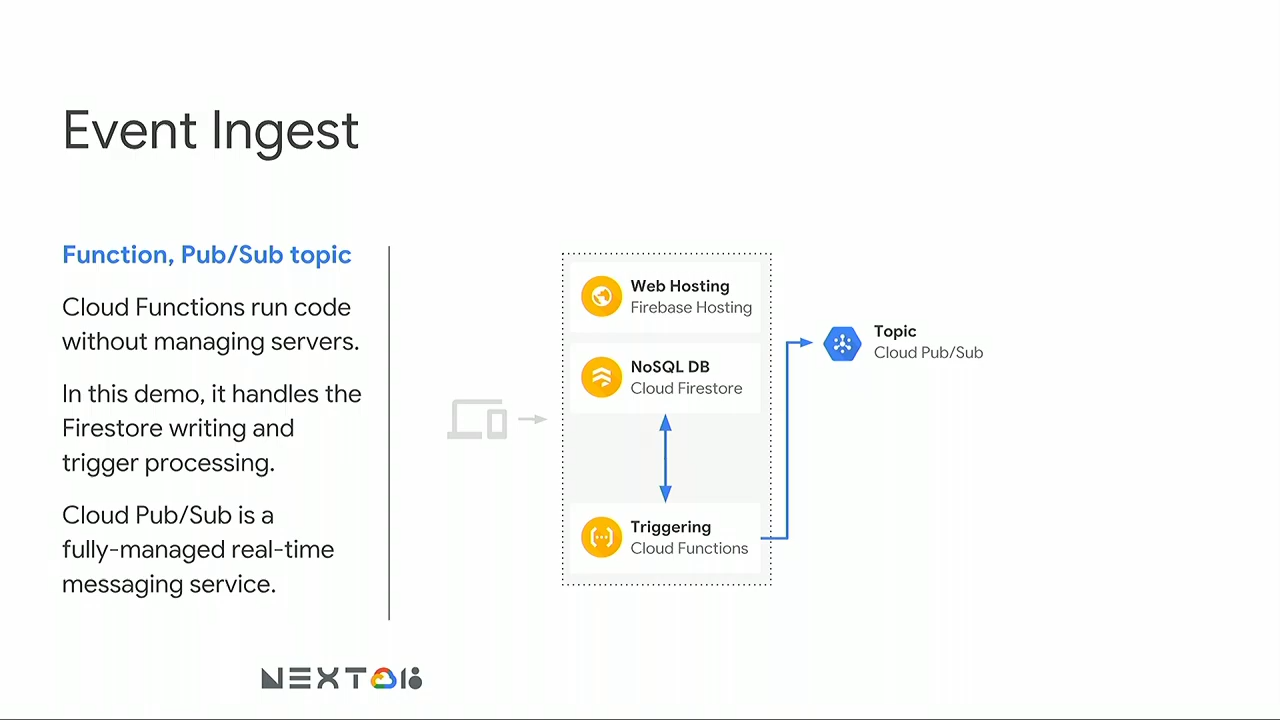 Event Ingest
Function, Pub/Sub topic
Cloud Functions run code
without managing servers.
In this demo, it handles the
Firestore writing and
trigger processing.
Cloud Pub/Sub is a
fully-managed real-time
messaging service.
Web Hosting
Firebase Hosting
NoSQL DB
Cloud Firestore
Triggering
Cloud Functions
Topic
Cloud Pub/Sub
NEXT 18